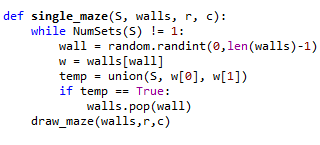 def single_maze(S, walls, r, c):
    while NumSets(S) != 1:
        wall = random.randint(0,len(walls)-1)
        w = walls[wall]
        temp = union(S, w[0], w[1])
        if temp == True:
            walls.pop(wall)
    draw_maze(walls,r,c)